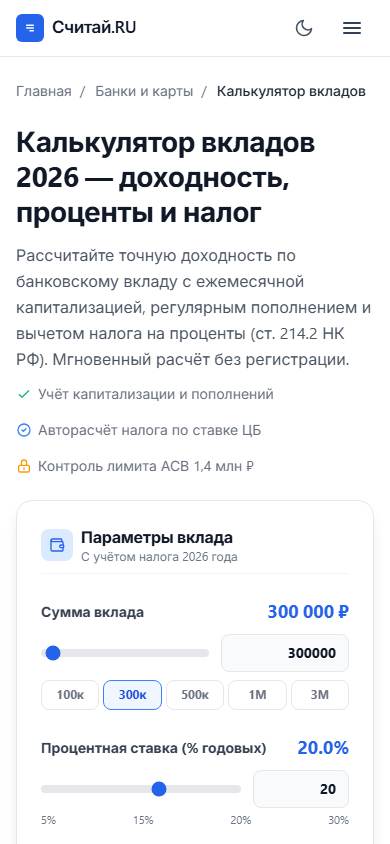 Считай.RU
Главная / Банки и карты / Калькулятор вкладов
Калькулятор вкладов
2026 — доходность,
проценты и налог
Рассчитайте точную доходность по
банковскому вкладу с ежемесячной
капитализацией, регулярным пополнением и
вычетом налога на проценты (ст. 214.2 НК
РФ). Мгновенный расчёт без регистрации.
Учёт капитализации и пополнений
Авторасчёт налога по ставке ЦБ
Контроль лимита АСВ 1,4 млн ₽
Параметры вклада
С учётом налога 2026 года
Сумма вклада 300 000 ₽
300000
100к 300к 500к 1М 3М
Процентная ставка (% годовых) 20.0%
20
5% 15% 20% 30%